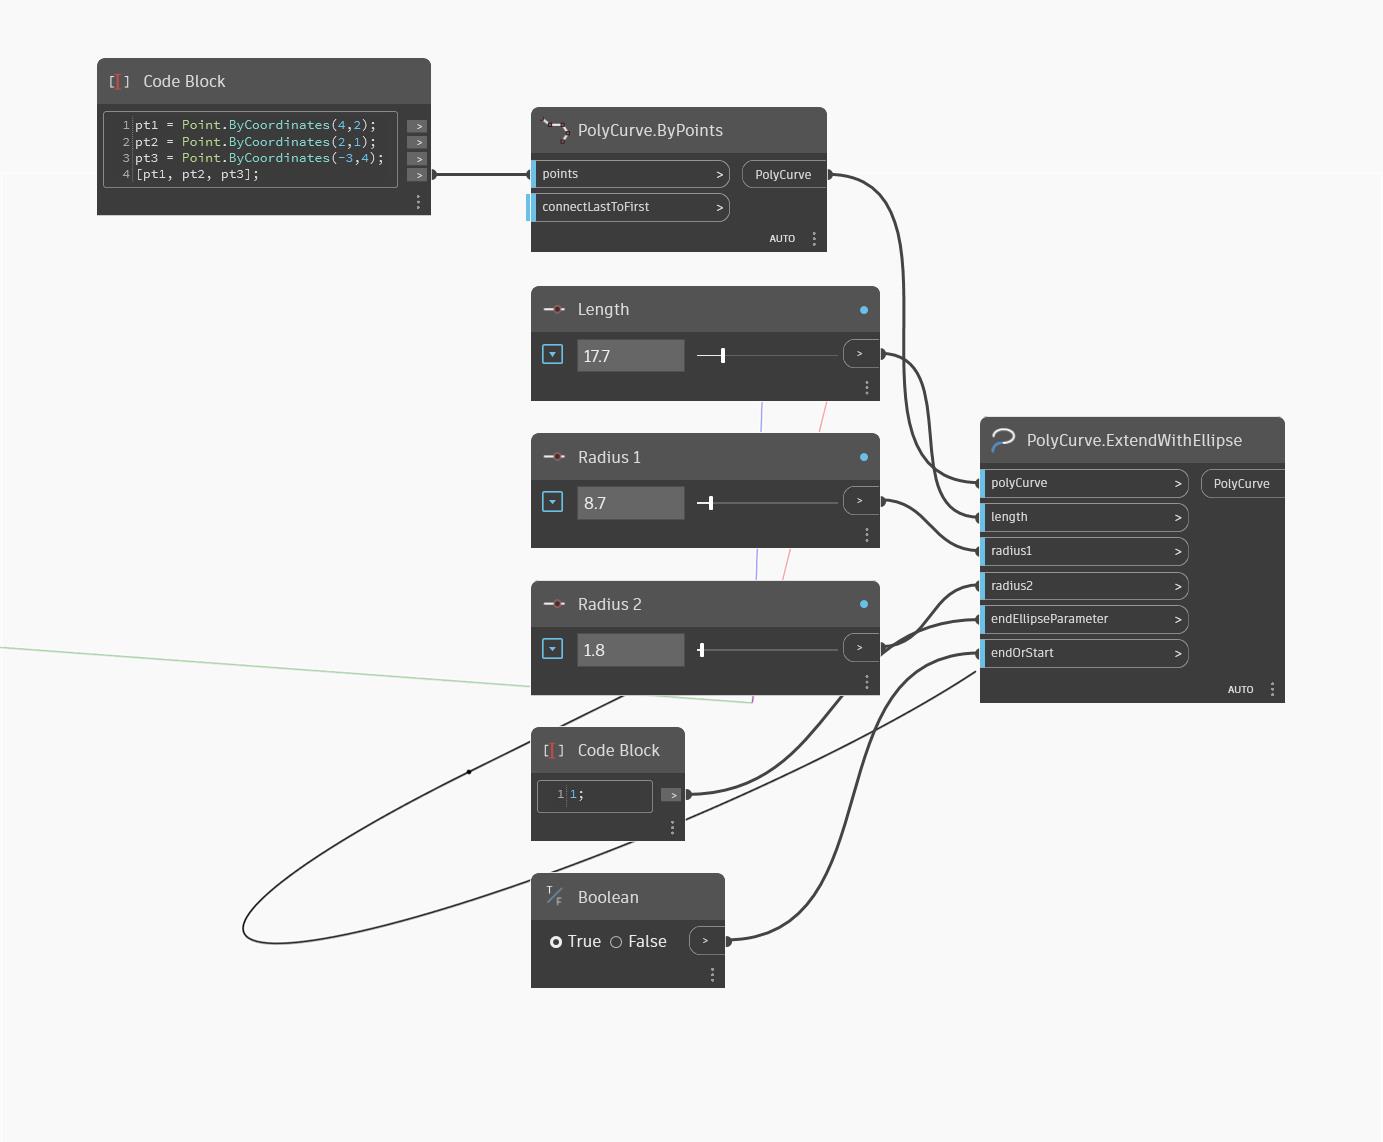 Code Block
1 pt1 = Point.ByCoordinates(4,2); >
2 pt2 = Point.ByCoordinates(2,1); >
3 pt3 = Point.ByCoordinates(-3,4); >
4 [pt1, pt2, pt3]; >
PolyCurve.ByPoints
points > PolyCurve
connectLastToFirst >
AUTO
Length
17.7 >
Radius 1
8.7 >
Radius 2
1.8 >
Code Block
1 1; >
T/F Boolean
True False >
PolyCurve.ExtendWithEllipse
polyCurve > PolyCurve
length >
radius1 >
radius2 >
endEllipseParameter >
endOrStart >
AUTO